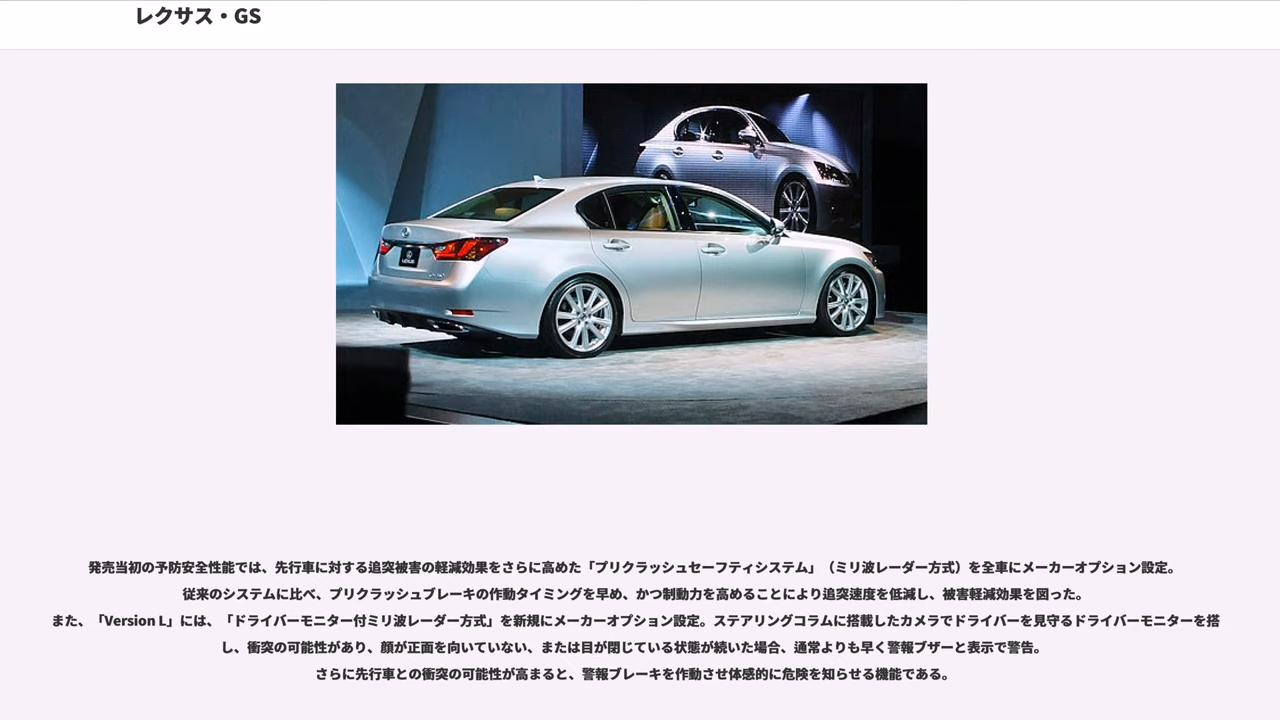 レクサス・GS
LEXUS
発売当初の予防安全性能では、先行車に対する追突被害の軽減効果をさらに高めた「プリクラッシュセーフティシステム」（ミリ波レーダー方式）を全車にメーカーオプション設定。
従来のシステムに比べ、プリクラッシュブレーキの作動タイミングを早め、かつ制動力を高めることにより追突速度を低減し、被害軽減効果を図った。
また、「Version L」には、「ドライバーモニター付ミリ波レーダー方式」を新規にメーカーオプション設定。ステアリングコラムに搭載したカメラでドライバーを見守るドライバーモニターを搭
し、衝突の可能性があり、顔が正面を向いていない、または目が閉じている状態が続いた場合、通常よりも早く警報ブザーと表示で警告。
さらに先行車との衝突の可能性が高まると、警報ブレーキを作動させ体感的に危険を知らせる機能である。